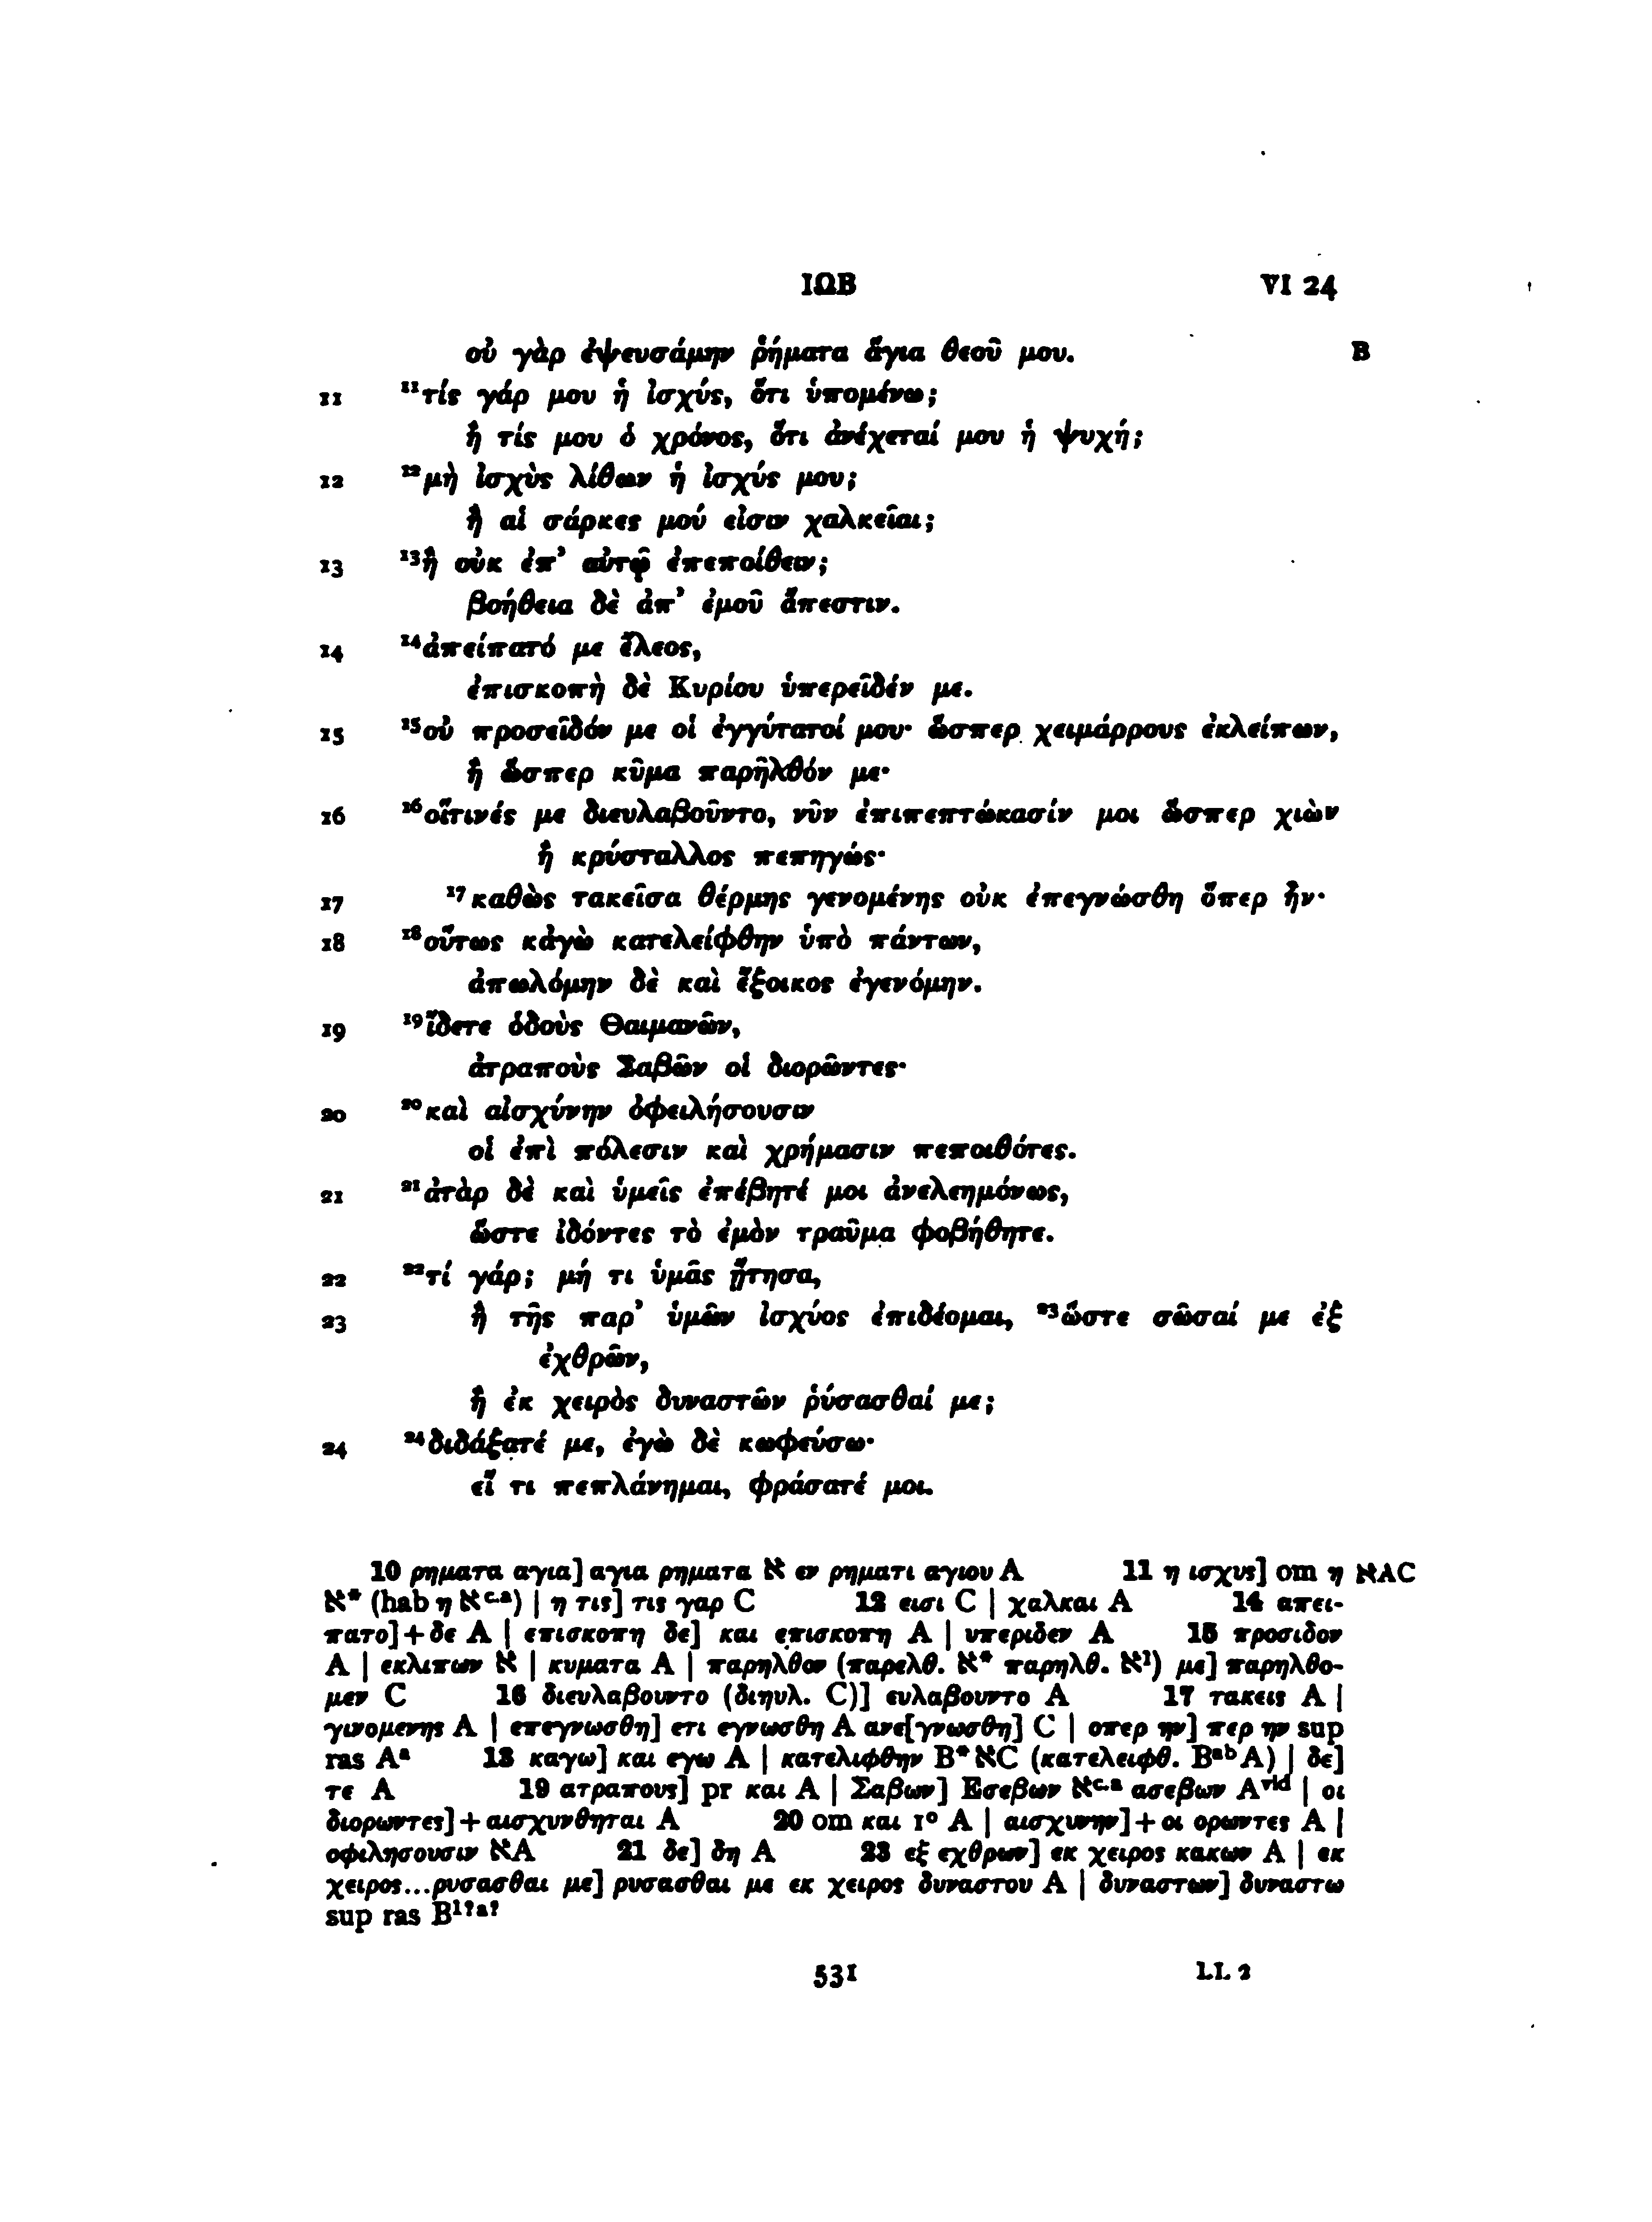 ΙΩΒ VI 24
οὐ γὰρ ἐψευσάμην ῥήματα ἅγια θεοῦ μου. B
11 ¹¹τίς γάρ μου ἡ ἰσχύς, ὅτι ὑπομένω;
ἢ τίς μου ὁ χρόνος, ὅτι ἀνέχεταί μου ἡ ψυχή;
12 ¹²μὴ ἰσχὺς λίθων ἡ ἰσχύς μου;
ἢ αἱ σάρκες μού εἰσιν χαλκεῖαι;
13 ¹³ἢ οὐκ ἐπ’ αὐτῷ ἐπεποίθειν;
βοήθεια δὲ ἀπ’ ἐμοῦ ἄπεστιν.
14 ¹⁴ἀπείπατό με ἔλεος,
ἐπισκοπὴ δὲ Κυρίου ὑπερεῖδέν με.
15 ¹⁵οὐ προσεῖδόν με οἱ ἐγγύτατοί μου· ὥσπερ χειμάρρους ἐκλείπων,
ἢ ὥσπερ κῦμα παρῆλθόν με·
16 ¹⁶οἵτινές με διευλαβοῦντο, νῦν ἐπιπεπτώκασίν μοι ὥσπερ χιὼν
ἢ κρύσταλλος πεπηγώς·
17 ¹⁷καθὼς τακεῖσα θέρμης γενομένης οὐκ ἐπεγνώσθη ὅπερ ἦν·
18 ¹⁸οὕτως κἀγὼ κατελείφθην ὑπὸ πάντων,
ἀπωλόμην δὲ καὶ ἔξοικος ἐγενόμην.
19 ¹⁹ἴδετε ὁδοὺς Θαιμανῶν,
ἀτραποὺς Σαβῶν οἱ διορῶντες·
20 ²⁰καὶ αἰσχύνην ὀφειλήσουσιν
οἱ ἐπὶ πόλεσιν καὶ χρήμασιν πεποιθότες.
21 ²¹ἀτὰρ δὲ καὶ ὑμεῖς ἐπέβητέ μοι ἀνελεημόνως,
ὥστε ἰδόντες τὸ ἐμὸν τραῦμα φοβήθητε.
22 ²²τί γάρ; μή τι ὑμᾶς ᾔτησα,
23 ἢ τῆς παρ’ ὑμῶν ἰσχύος ἐπιδέομαι, ²³ὥστε σῶσαί με ἐξ
ἐχθρῶν,
ἢ ἐκ χειρὸς δυναστῶν ῥύσασθαί με;
24 ²⁴διδάξατέ με, ἐγὼ δὲ κωφεύσω·
εἴ τι πεπλάνημαι, φράσατέ μοι.
10 ρηματα αγια] αγια ρηματα א εν ρηματι αγιου A 11 η ισχυς] om η אAC
א* (hab η אᶜ·ᵃ) | η τις] τις γαρ C 12 εισι C | χαλκαι A 14 απει-
πατο]+δε A | επισκοπη δε] και επισκοπη A | υπεριδεν A 15 προσιδον
A | εκλιπων א | κυματα A | παρηλθον (παρελθ. א* παρηλθ. א¹) με] παρηλθο-
μεν C 16 διευλαβουντο (διηυλ. C)] ευλαβουντο A 17 τακεις A |
γινομενης A | επεγνωσθη] ετι εγνωσθη A ανε[γνωσθη] C | οπερ ην] περ ην sup
ras Aᵃ 18 καγω] και εγω A | κατελιφθην B*אC (κατελειφθ. BᵃᵇA) | δε]
τε A 19 ατραπους] pr και A | Σαβων] Εσεβων אᶜ·ᵃ ασεβων Aᵛⁱᵈ | οι
διορωντες]+αισχυνθηται A 20 om και 1° A | αισχυνην]+οι ορωντες A |
οφιλησουσιν אA 21 δε] δη A 23 εξ εχθρων] εκ χειρος κακων A | εκ
χειρος...ρυσασθαι με] ρυσασθαι με εκ χειρος δυναστου A | δυναστων] δυναστω
sup ras B¹ˀᵃˀ
531 LL 2